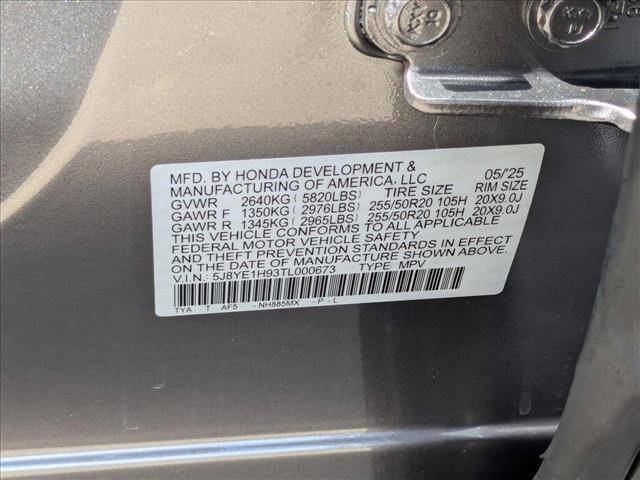 MFD. BY HONDA DEVELOPMENT & 05/'25
MANUFACTURING OF AMERICA, LLC TIRE SIZE RIM SIZE
GVWR 2640KG ( 5820LBS)
GAWR F 1350KG ( 2976LBS) 255/50R20 105H 20X9.0J
GAWR R 1345KG ( 2965LBS) 255/50R20 105H 20X9.0J
THIS VEHICLE CONFORMS TO ALL APPLICABLE
FEDERAL MOTOR VEHICLE SAFETY
AND THEFT PREVENTION STANDARDS IN EFFECT
ON THE DATE OF MANUFACTURE SHOWN ABOVE.
V.I.N.: 5J8YE1H93TL000673 TYPE MPV
TYA T AF5 - NH885MX - P - L